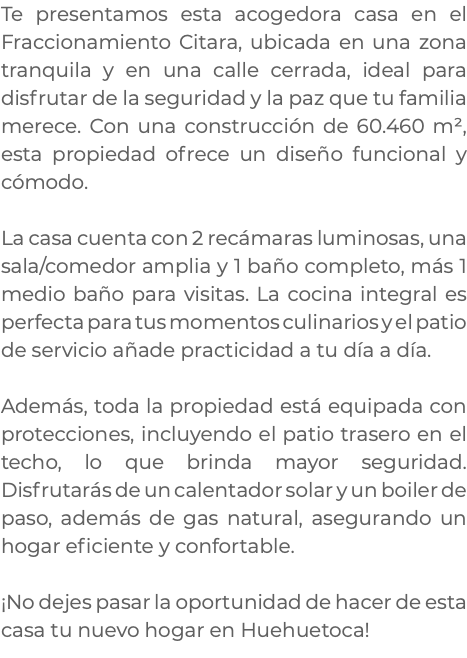 Te presentamos esta acogedora casa en el
Fraccionamiento Citara, ubicada en una zona
tranquila y en una calle cerrada, ideal para
disfrutar de la seguridad y la paz que tu familia
merece. Con una construcción de 60.460 m²,
esta propiedad ofrece un diseño funcional y
cómodo.

La casa cuenta con 2 recámaras luminosas, una
sala/comedor amplia y 1 baño completo, más 1
medio baño para visitas. La cocina integral es
perfecta para tus momentos culinarios y el patio
de servicio añade practicidad a tu día a día.

Además, toda la propiedad está equipada con
protecciones, incluyendo el patio trasero en el
techo, lo que brinda mayor seguridad.
Disfrutarás de un calentador solar y un boiler de
paso, además de gas natural, asegurando un
hogar eficiente y confortable.

¡No dejes pasar la oportunidad de hacer de esta
casa tu nuevo hogar en Huehuetoca!